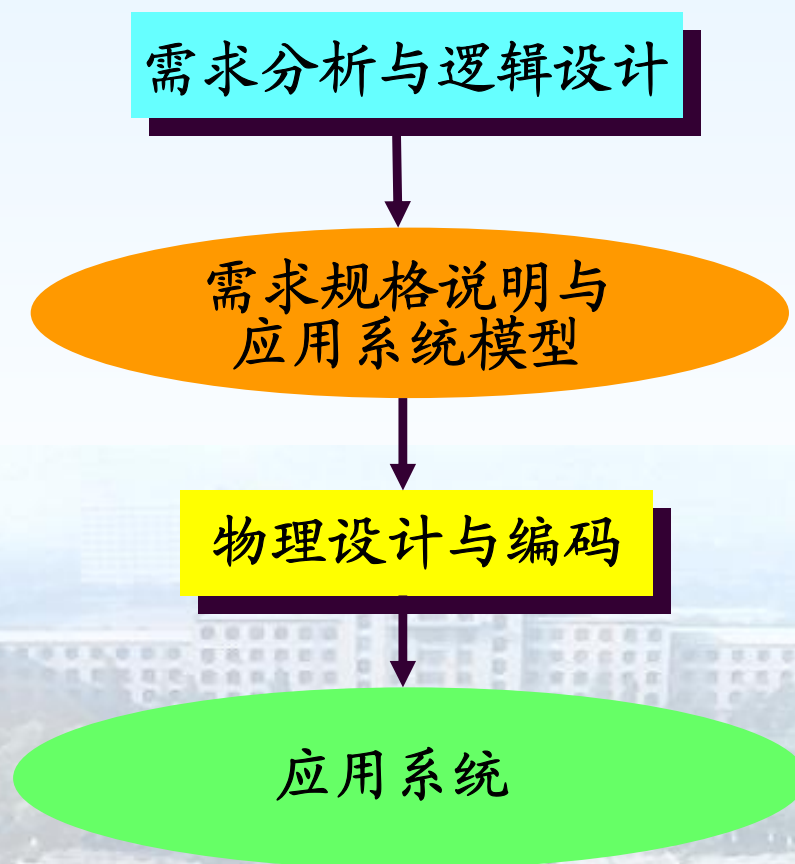 需求分析与逻辑设计
需求规格说明与
应用系统模型
物理设计与编码
应用系统